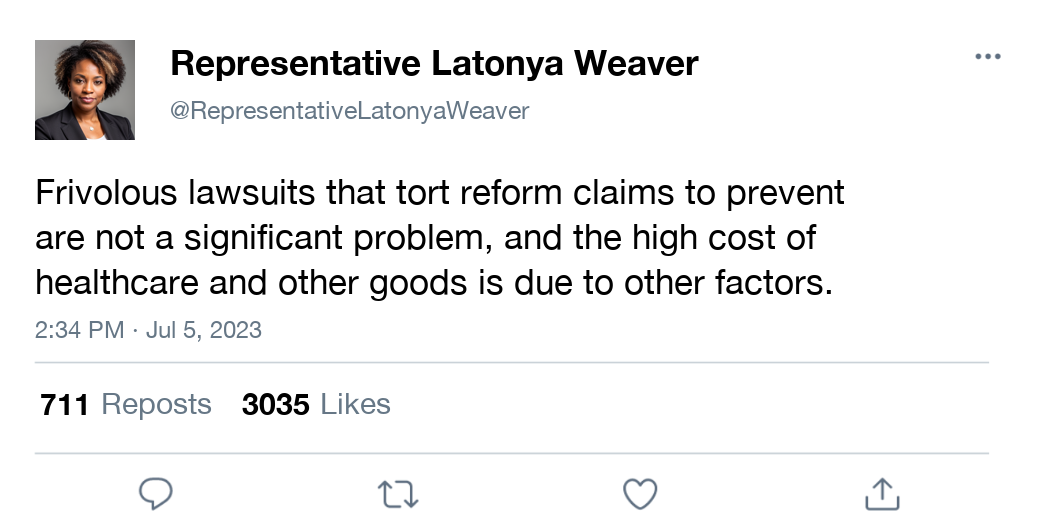 Representative Latonya Weaver
@RepresentativeLatonyaWeaver
Frivolous lawsuits that tort reform claims to prevent
are not a significant problem, and the high cost of
healthcare and other goods is due to other factors.
2:34 PM · Jul 5, 2023
711 Reposts 3035 Likes